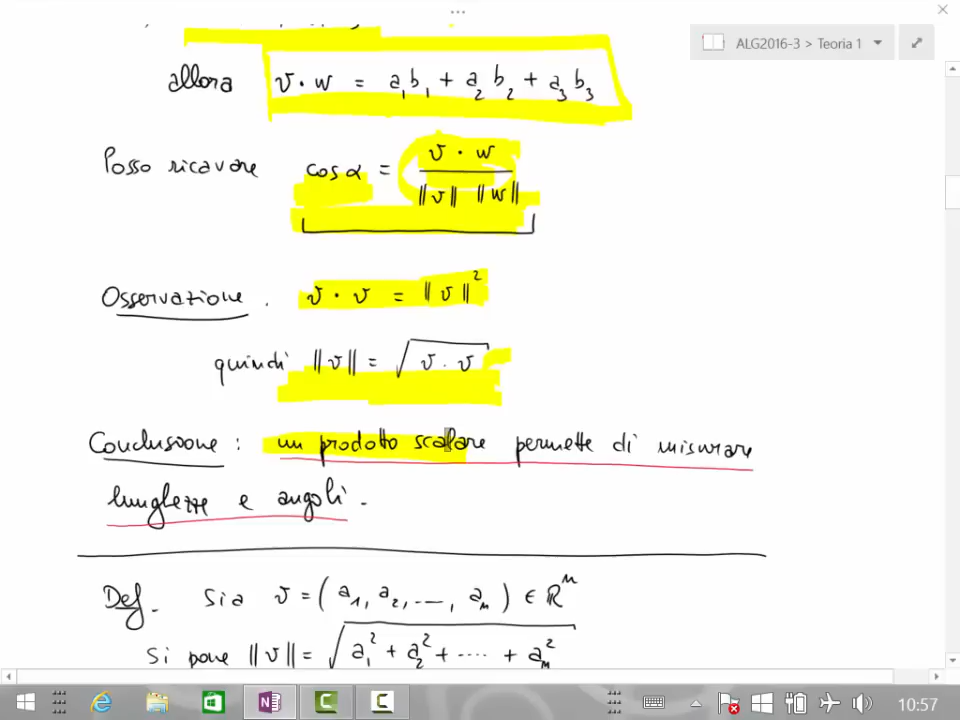 ALG2016-3 > Teoria 1
allora v · w = a₁b₁ + a₂b₂ + a₃b₃
Posso ricavare cos α = v · w / ‖v‖ ‖w‖
Osservazione. v · v = ‖v‖²
quindi ‖v‖ = √(v · v)
Conclusione : un prodotto scalare permette di misurare
lunghezze e angoli.
Def. Sia v = (a₁, a₂, ...., aₙ) ∈ ℝⁿ
Si pone ‖v‖ = √(a₁² + a₂² + .... + aₙ²)
10:57